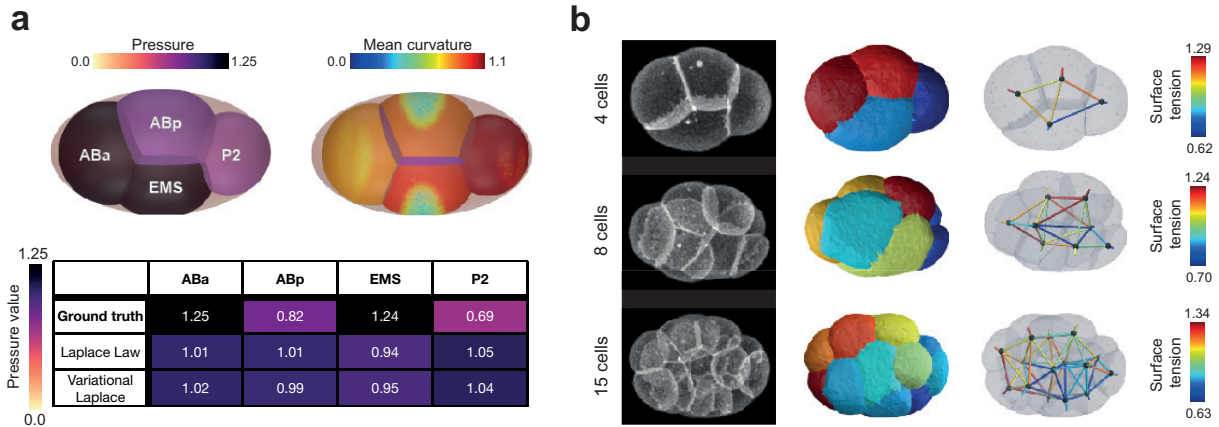 a
Pressure
0.0
1.25
Mean curvature
0.0
1.1
ABa
ABp
EMS
P2
Pressure value
1.25
0.0
ABa ABp EMS P2
Ground truth 1.25 0.82 1.24 0.69
Laplace Law 1.01 1.01 0.94 1.05
Variational
Laplace 1.02 0.99 0.95 1.04
b
4 cells
1.29
Surface
tension
0.62
8 cells
1.24
Surface
tension
0.70
15 cells
1.34
Surface
tension
0.63